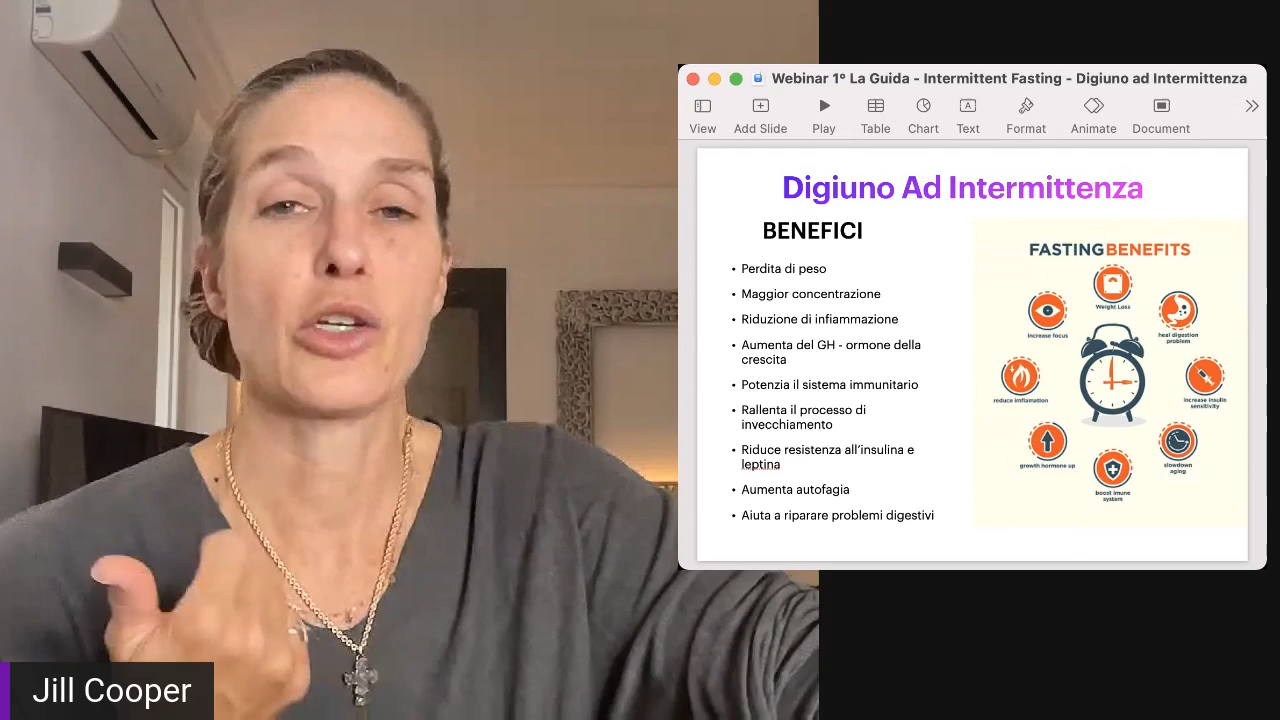 Webinar 1° La Guida - Intermittent Fasting - Digiuno ad Intermittenza
View
Add Slide
Play
Table
Chart
Text
Format
Animate
Document
Digiuno Ad Intermittenza
BENEFICI
• Perdita di peso
• Maggior concentrazione
• Riduzione di infiammazione
• Aumenta del GH - ormone della
crescita
• Potenzia il sistema immunitario
• Rallenta il processo di
invecchiamento
• Riduce resistenza all’insulina e
leptina
• Aumenta autofagia
• Aiuta a riparare problemi digestivi
FASTING BENEFITS
Weight Loss
increase focus
heal digestion
problem
reduce imflamation
increase insulin
sensitivity
growth hormone up
slowdown
aging
boost imune
system
Jill Cooper